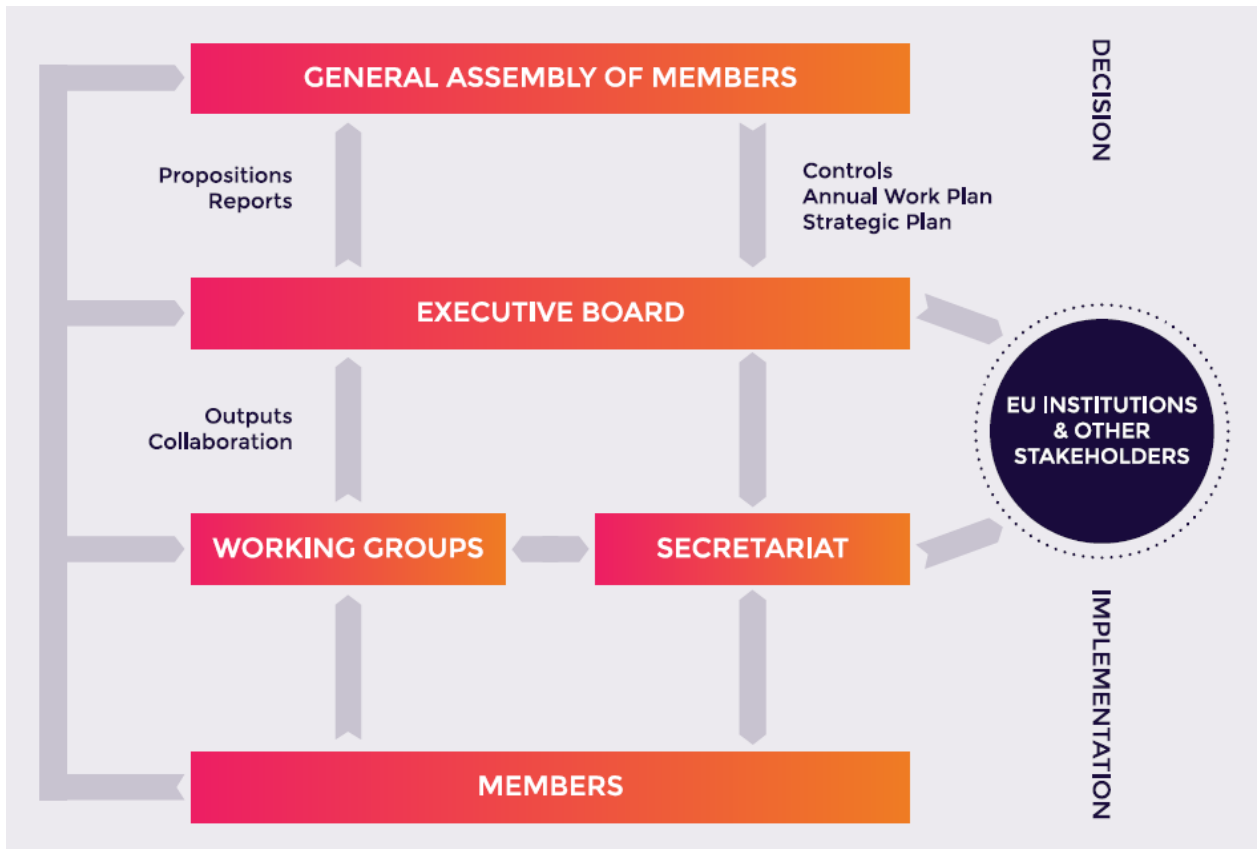 GENERAL ASSEMBLY OF MEMBERS
DECISION
Propositions
Reports
Controls
Annual Work Plan
Strategic Plan
EXECUTIVE BOARD
EU INSTITUTIONS
& OTHER
STAKEHOLDERS
Outputs
Collaboration
WORKING GROUPS
SECRETARIAT
IMPLEMENTATION
MEMBERS